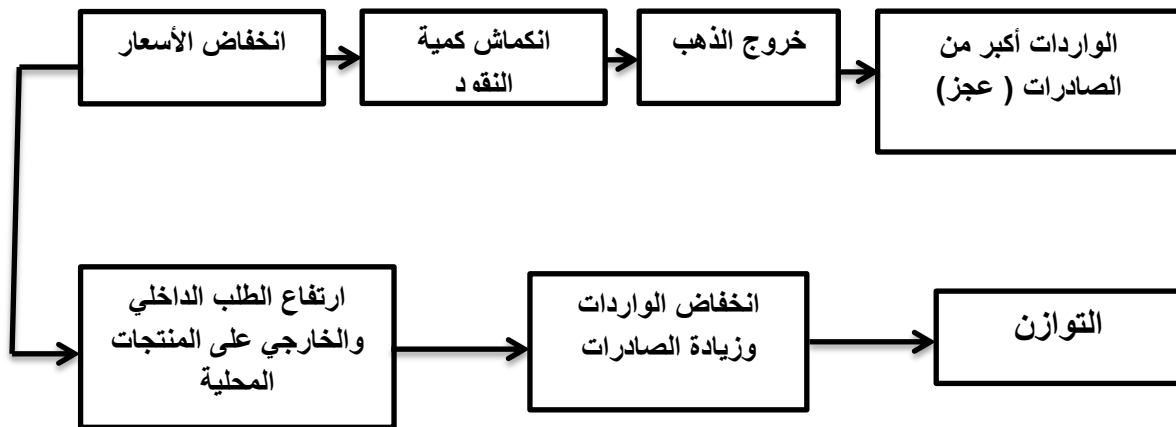 الواردات أكبر من
الصادرات ( عجز)
خروج الذهب
انكماش كمية
النقود
انخفاض الأسعار
ارتفاع الطلب الداخلي
والخارجي على المنتجات
المحلية
انخفاض الواردات
وزيادة الصادرات
التوازن